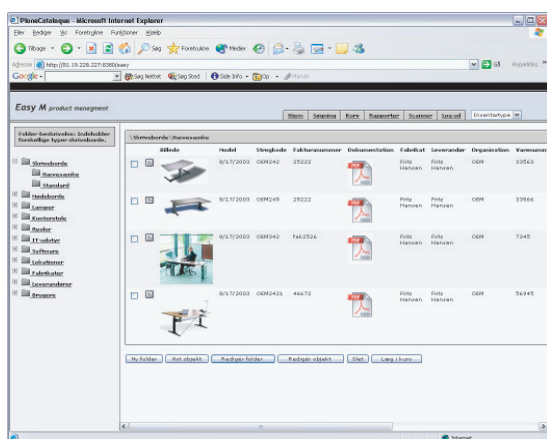 PloneCatalogue - Microsoft Internet Explorer
Filer Rediger Vis Foretrukne Funktioner Hjælp
Tilbage Søg Foretrukne Medier
Adresse http://81.19.228.227:8380/easy Gå Hyperlinks
Google - Søg Nettet Søg Sted Side Info Op
Easy M product managment
Hjem Søgning Kurv Rapporter Scanner Log ud Inventartype
Folder-beskrivelse: Indeholder
forskellige typer skriveborde.
Skriveborde
Hævesænke
Standard
Mødeborde
Lamper
Kontorstole
Reoler
IT-udstyr
Software
Lokationer
Fabrikater
Leverandører
Brugere
\Skriveborde\Hævesænke
Billede Model Stregkode Fakturanummer Dokumentation Fabrikat Leverandør Organisation
8/17/2003 OEM242 25222 Fritz Hansen Fritz Hansen OEM 33562
8/17/2003 OEM245 25222 Fritz Hansen Fritz Hansen OEM 33566
8/17/2003 OEM242 fak2526 Fritz Hansen Fritz Hansen OEM 7345
8/17/2003 OEM2421 46672 Fritz Hansen Fritz Hansen OEM 56945
Ny folder Nyt objekt Redigér folder Redigér objekt Slet Læg i kurv
Internet